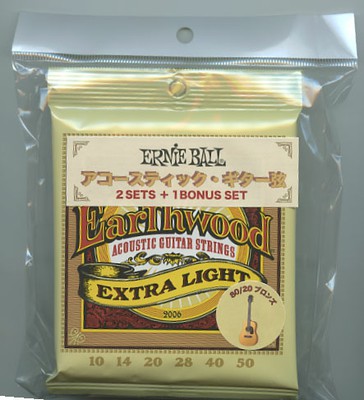 ERNIE BALL
アコースティック・ギター弦
2 SETS + 1 BONUS SET
Earthwood
ACOUSTIC GUITAR STRINGS
EXTRA LIGHT
2006
80/20 ブロンズ
10 14 20 28 40 50